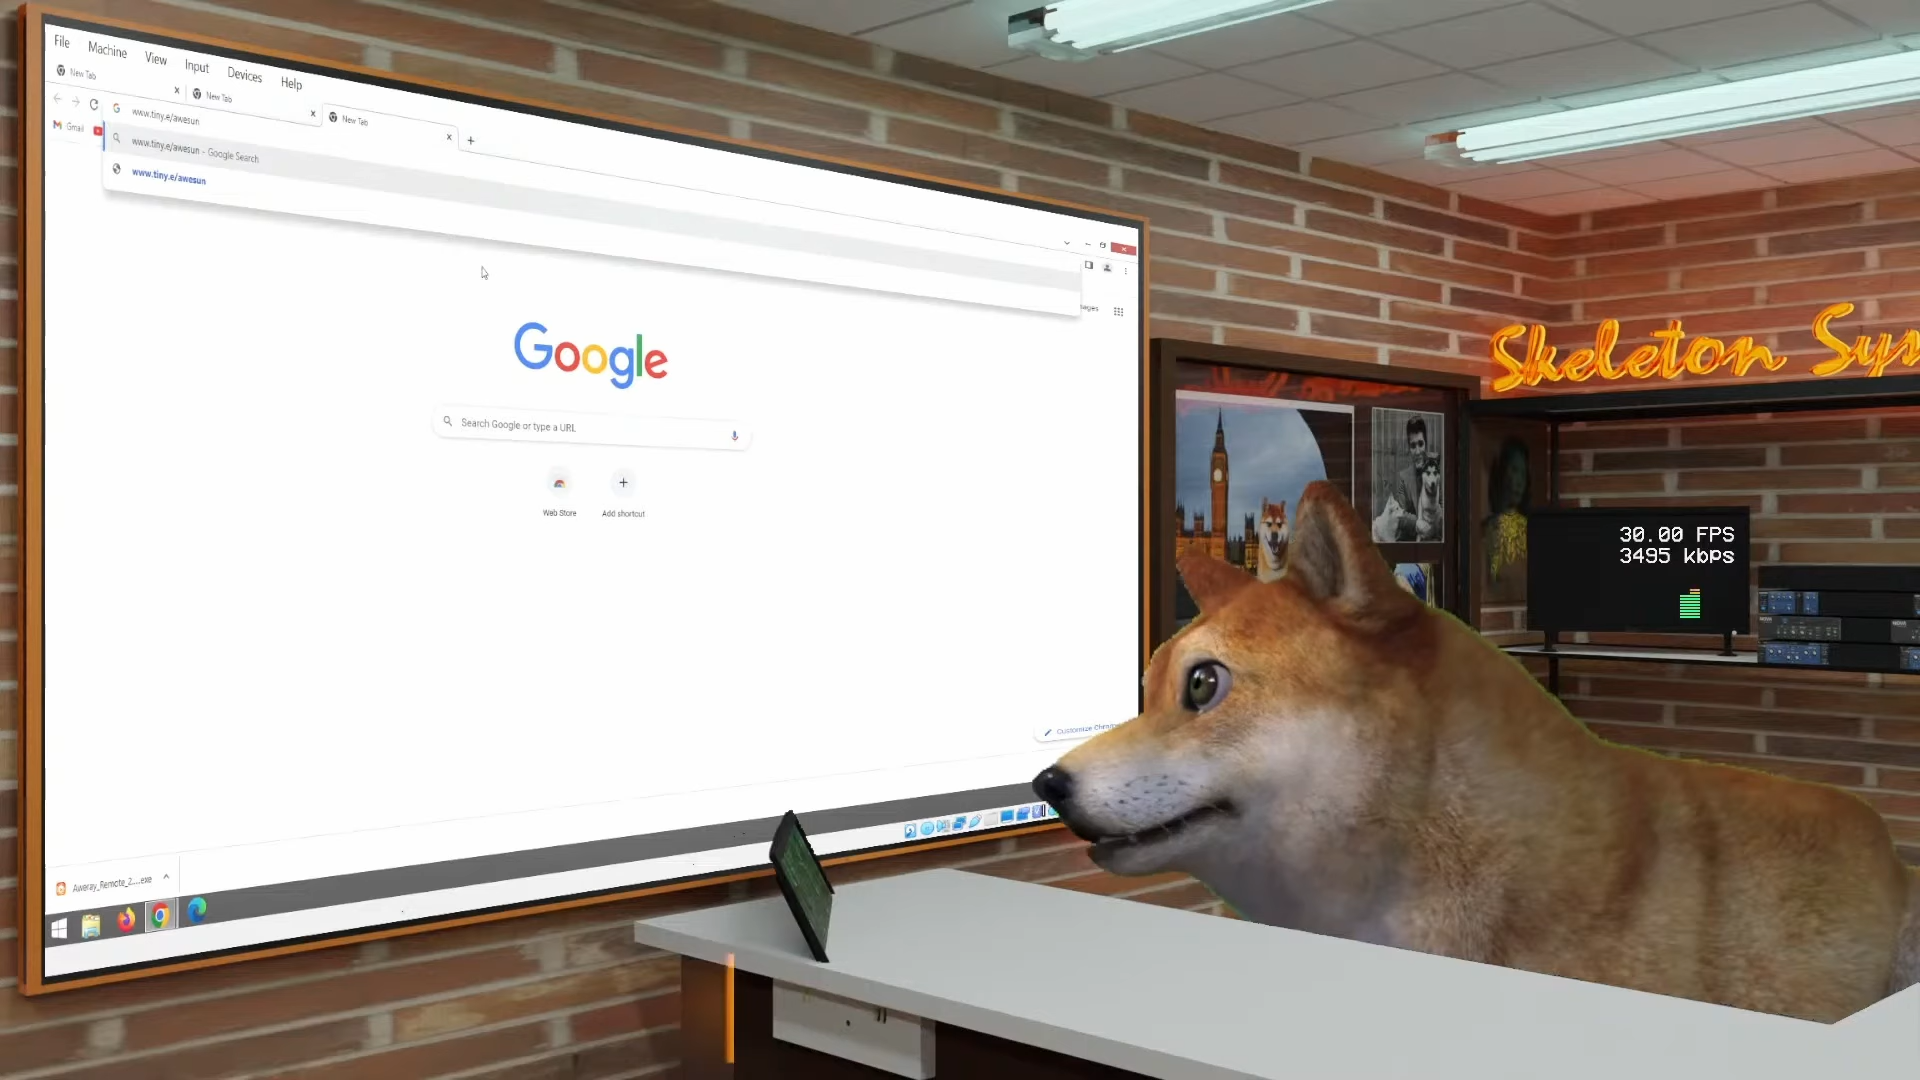 File Machine View Input Devices Help
New Tab
New Tab
New Tab
www.tiny.e/awesun
Gmail
www.tiny.e/awesun - Google Search
www.tiny.e/awesun
Google
Search Google or type a URL
Web Store
Add shortcut
Aweray_Remote_2....exe
Skeleton Sys
30.00 FPS
3495 kbps